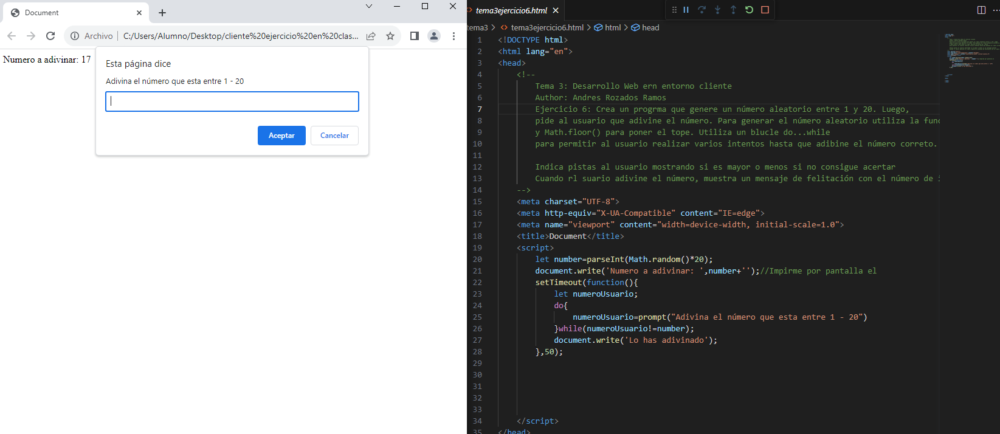 Document
Archivo
C:/Users/Alumno/Desktop/cliente%20ejercicio%20en%20clas...
Numero a adivinar: 17
Esta página dice
Adivina el número que esta entre 1 - 20
Aceptar
Cancelar
tema3ejercicio6.html
tema3 > tema3ejercicio6.html > html > head
1 <!DOCTYPE html>
2 <html lang="en">
3 <head>
4 <!--
5 Tema 3: Desarrollo Web ern entorno cliente
6 Author: Andres Rozados Ramos
7 Ejercicio 6: Crea un progrma que genere un número aleatorio entre 1 y 20. Luego,
8 pide al usuario que adivine el número. Para generar el número aleatorio utiliza la func
9 y Math.floor() para poner el tope. Utiliza un blucle do...while
10 para permitir al usuario realizar varios intentos hasta que adibine el número correto.
11
12 Indica pistas al usuario mostrando si es mayor o menos si no consigue acertar
13 Cuando rl suario adivine el número, muestra un mensaje de felitación con el número de i
14 -->
15 <meta charset="UTF-8">
16 <meta http-equiv="X-UA-Compatible" content="IE=edge">
17 <meta name="viewport" content="width=device-width, initial-scale=1.0">
18 <title>Document</title>
19 <script>
20 let number=parseInt(Math.random()*20);
21 document.write('Numero a adivinar: ',number+'');//Impirme por pantalla el
22 setTimeout(function(){
23 let numeroUsuario;
24 do{
25 numeroUsuario=prompt("Adivina el número que esta entre 1 - 20")
26 }while(numeroUsuario!=number);
27 document.write('Lo has adivinado');
28 },50);
29
30
31
32
33
34 </script>
35 </head>